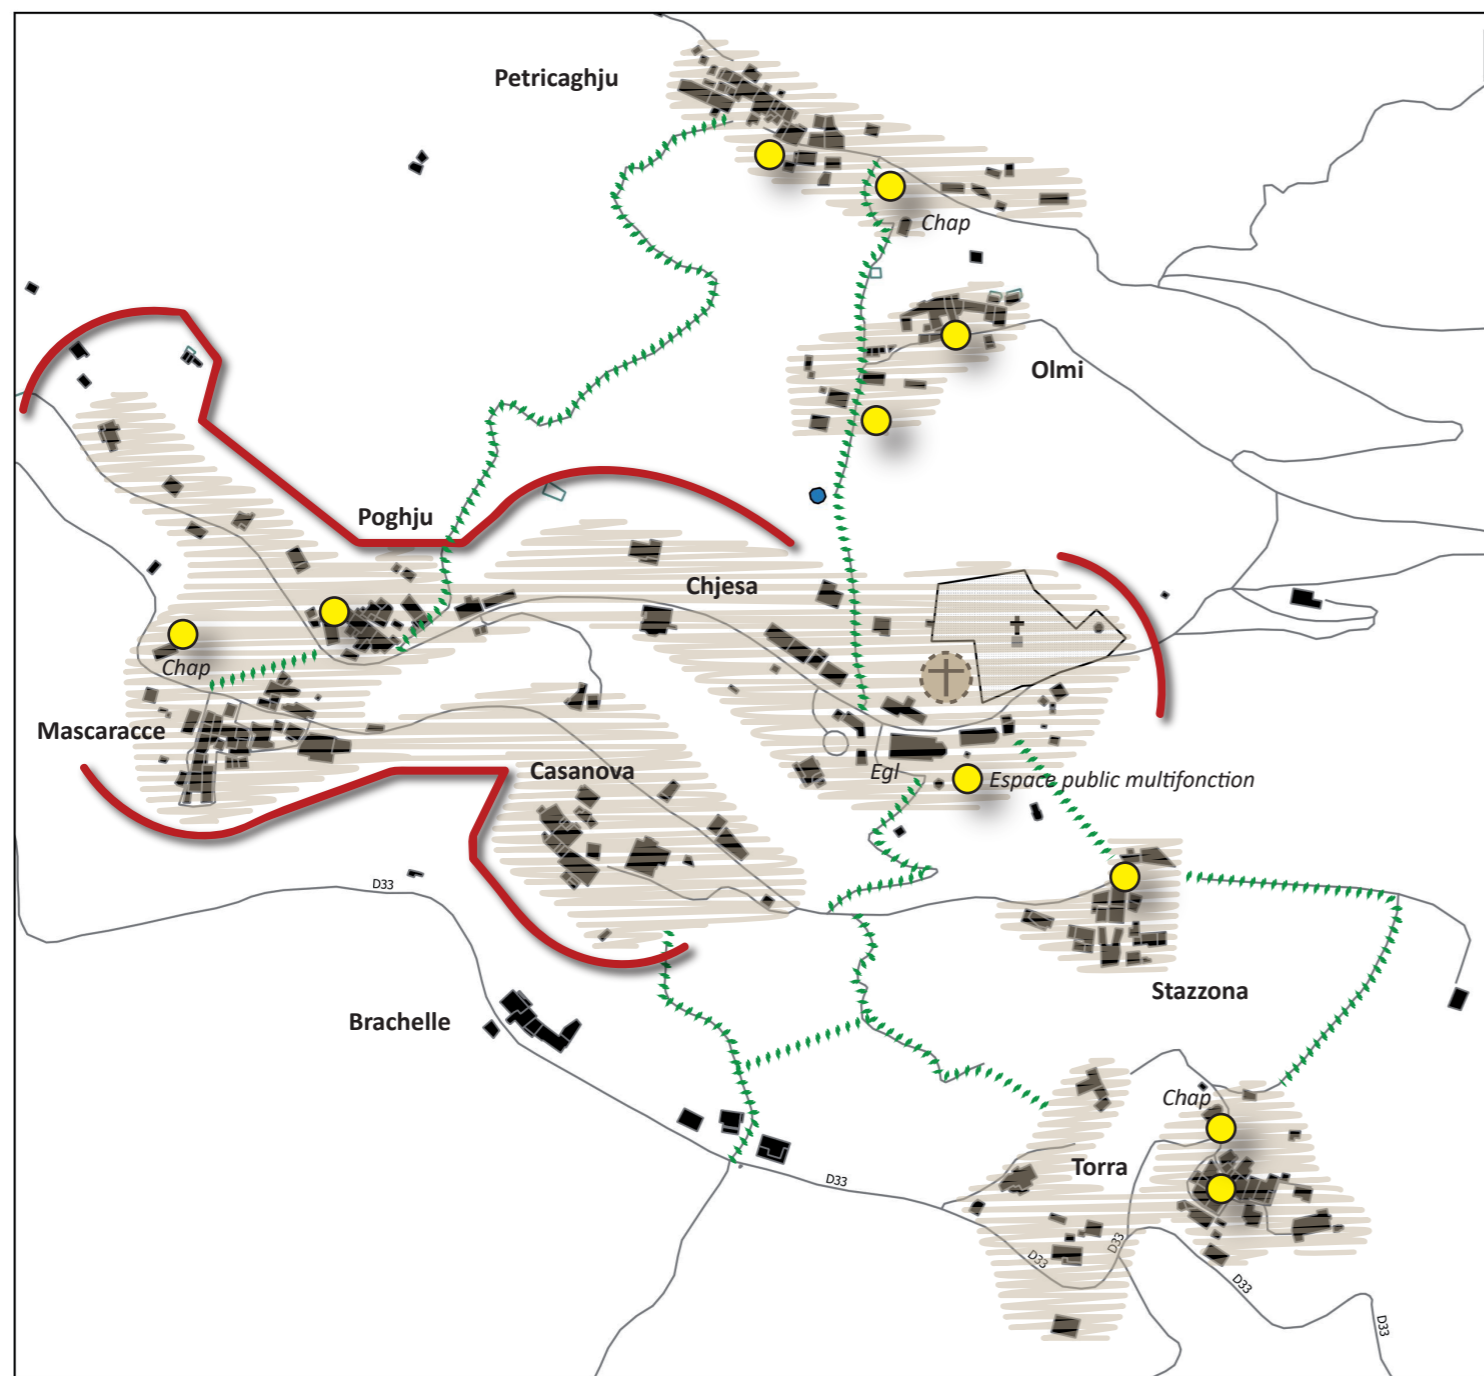 Petricaghju
Chap
Olmi
Poghju
Chjesa
Chap
Mascaracce
Casanova
Egl
Espace public multifonction
D33
Stazzona
Brachelle
Chap
Torra
D33
D33
D33
D33
D33